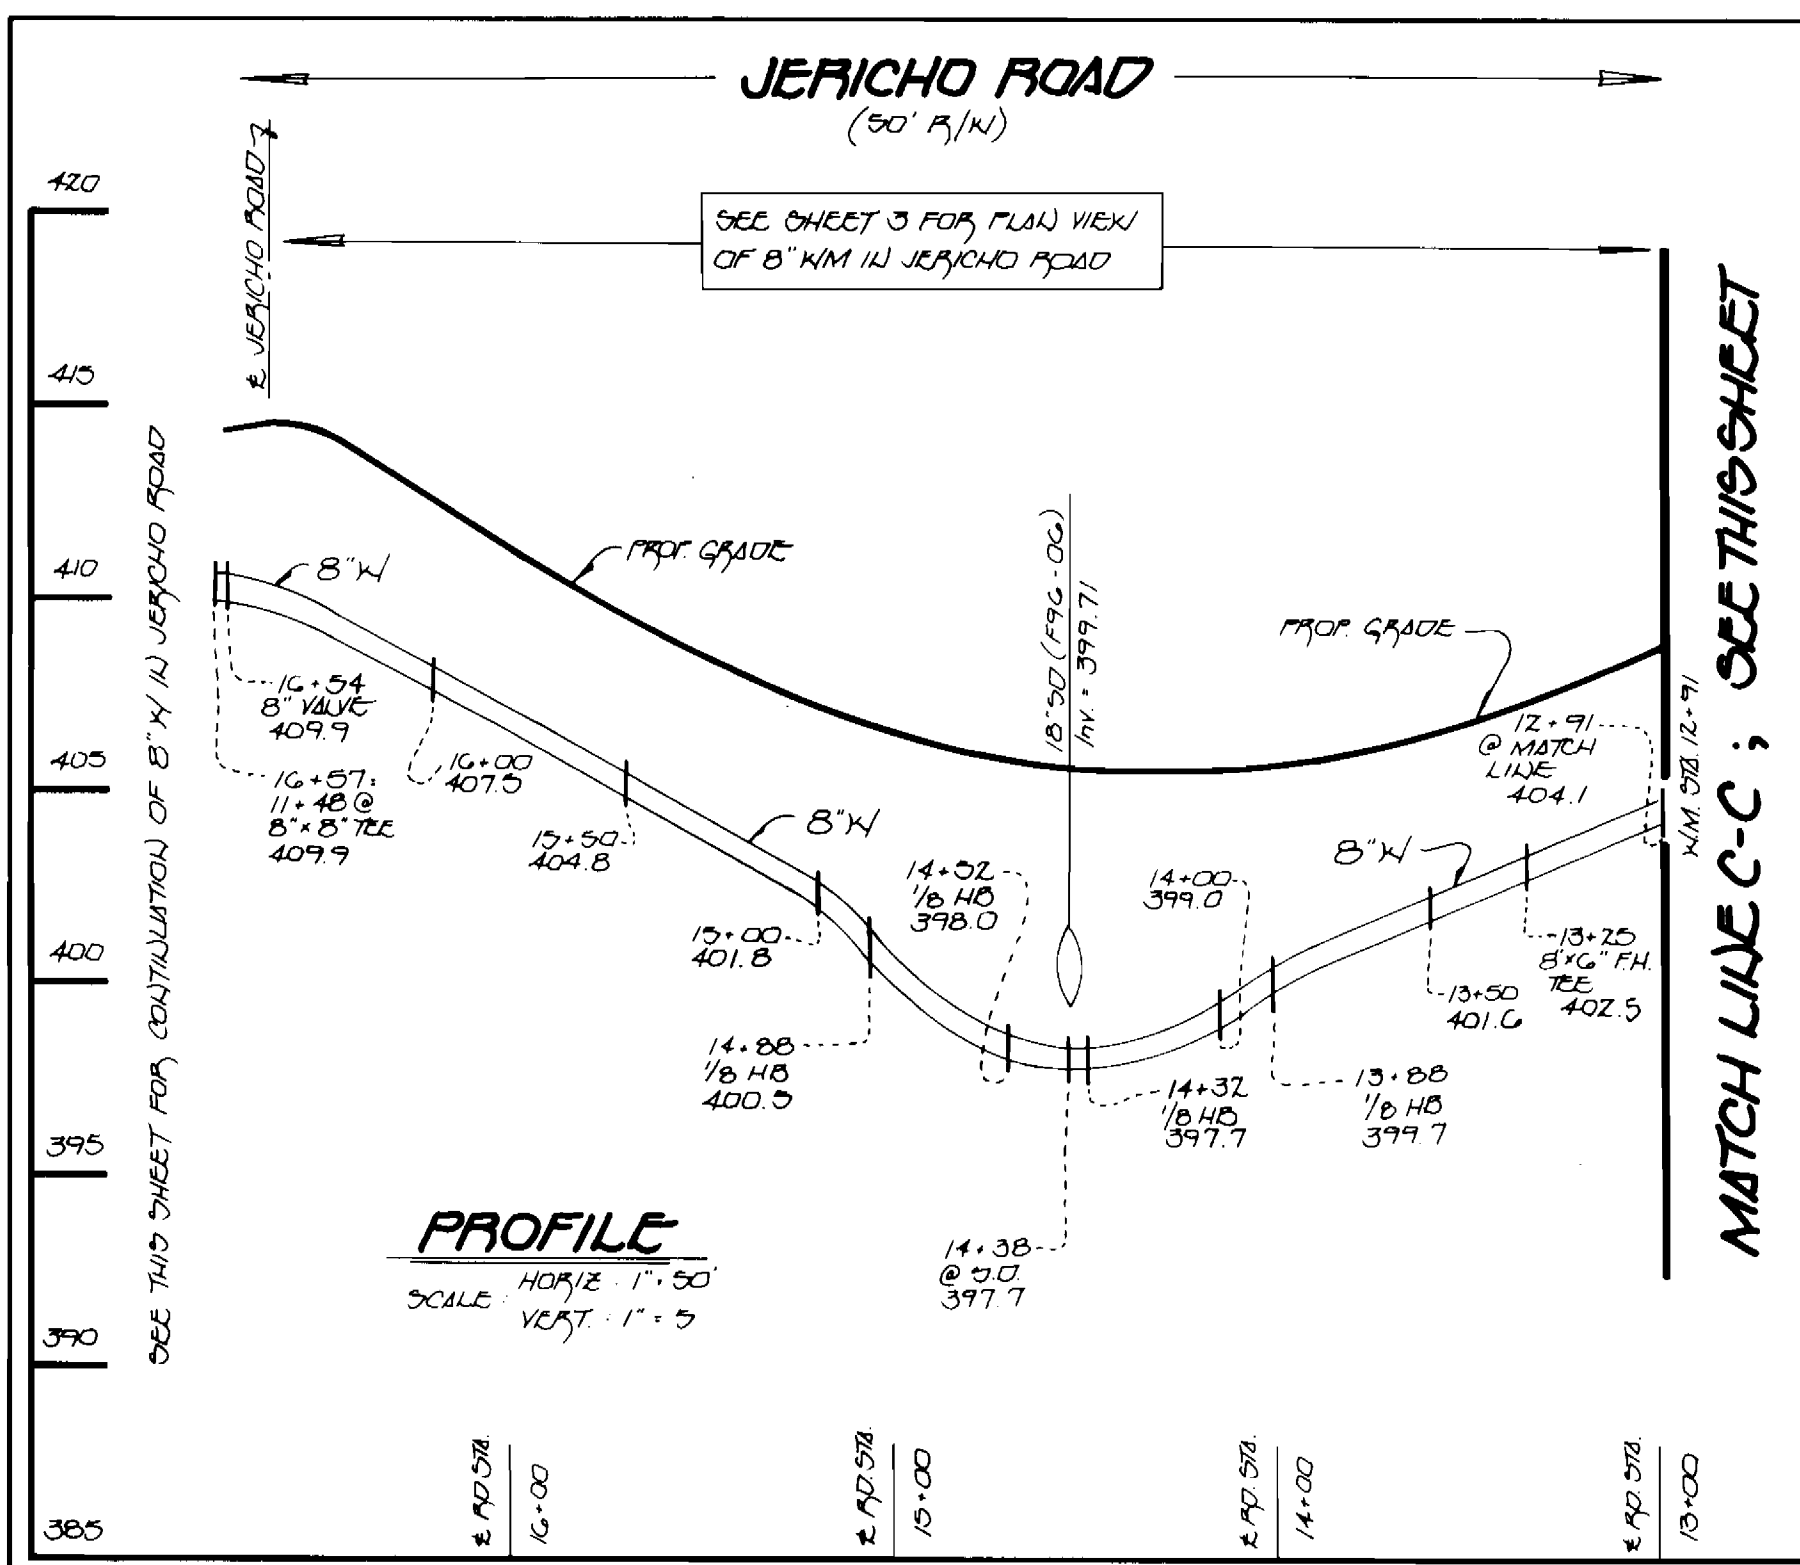 JERICHO ROAD
(50' R/W)
℄ JERICHO ROAD
SEE SHEET 3 FOR PLAN VIEW
OF 8" WM IN JERICHO ROAD
420
415
410
405
400
395
390
385
SEE THIS SHEET FOR CONTINUATION OF 8" W IN JERICHO ROAD
8" W
PROP. GRADE
16+54
8" VALVE
409.9
16+57=
11+48 @
8"x8" TEE
409.9
16+00
407.5
15+50
404.8
8" W
15+00
401.8
14+88
1/8 HB
400.5
14+52
1/8 HB
398.0
18" SD (F96-06)
Inv. = 399.71
14+38
@ S.D.
397.7
14+32
1/8 HB
397.7
14+00
399.0
13+88
1/8 HB
399.7
PROP. GRADE
8" W
13+50
401.6
13+25
8"x6" F.H.
TEE
402.5
12+91
@ MATCH
LINE
404.1
W.M. STA. 12+91
MATCH LINE C-C ; SEE THIS SHEET
PROFILE
SCALE : HORIZ : 1" = 50'
VERT. : 1" = 5
℄ RD. STA.
16+00
℄ RD. STA.
15+00
℄ RD. STA.
14+00
℄ RD. STA.
13+00